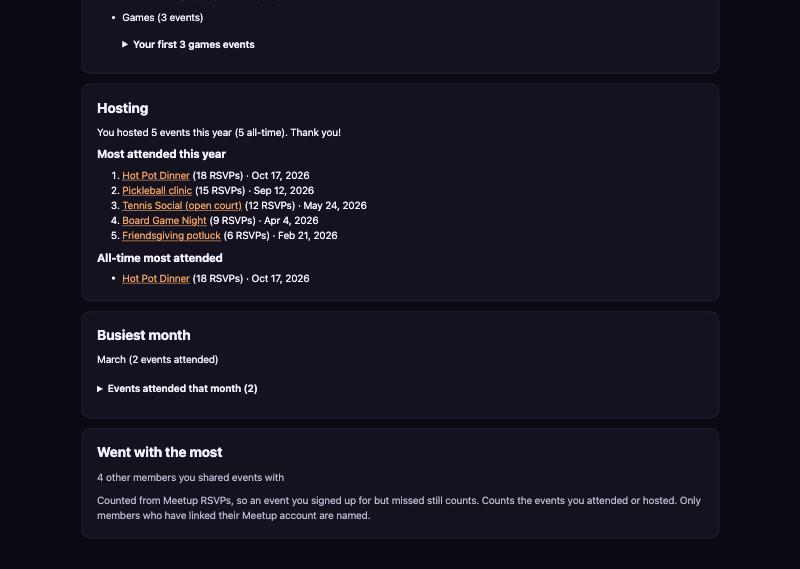 Games (3 events)
▶ Your first 3 games events
Hosting
You hosted 5 events this year (5 all-time). Thank you!
Most attended this year
1. Hot Pot Dinner (18 RSVPs) · Oct 17, 2026
2. Pickleball clinic (15 RSVPs) · Sep 12, 2026
3. Tennis Social (open court) (12 RSVPs) · May 24, 2026
4. Board Game Night (9 RSVPs) · Apr 4, 2026
5. Friendsgiving potluck (6 RSVPs) · Feb 21, 2026
All-time most attended
• Hot Pot Dinner (18 RSVPs) · Oct 17, 2026
Busiest month
March (2 events attended)
▶ Events attended that month (2)
Went with the most
4 other members you shared events with
Counted from Meetup RSVPs, so an event you signed up for but missed still counts. Counts the events you attended or hosted. Only
members who have linked their Meetup account are named.